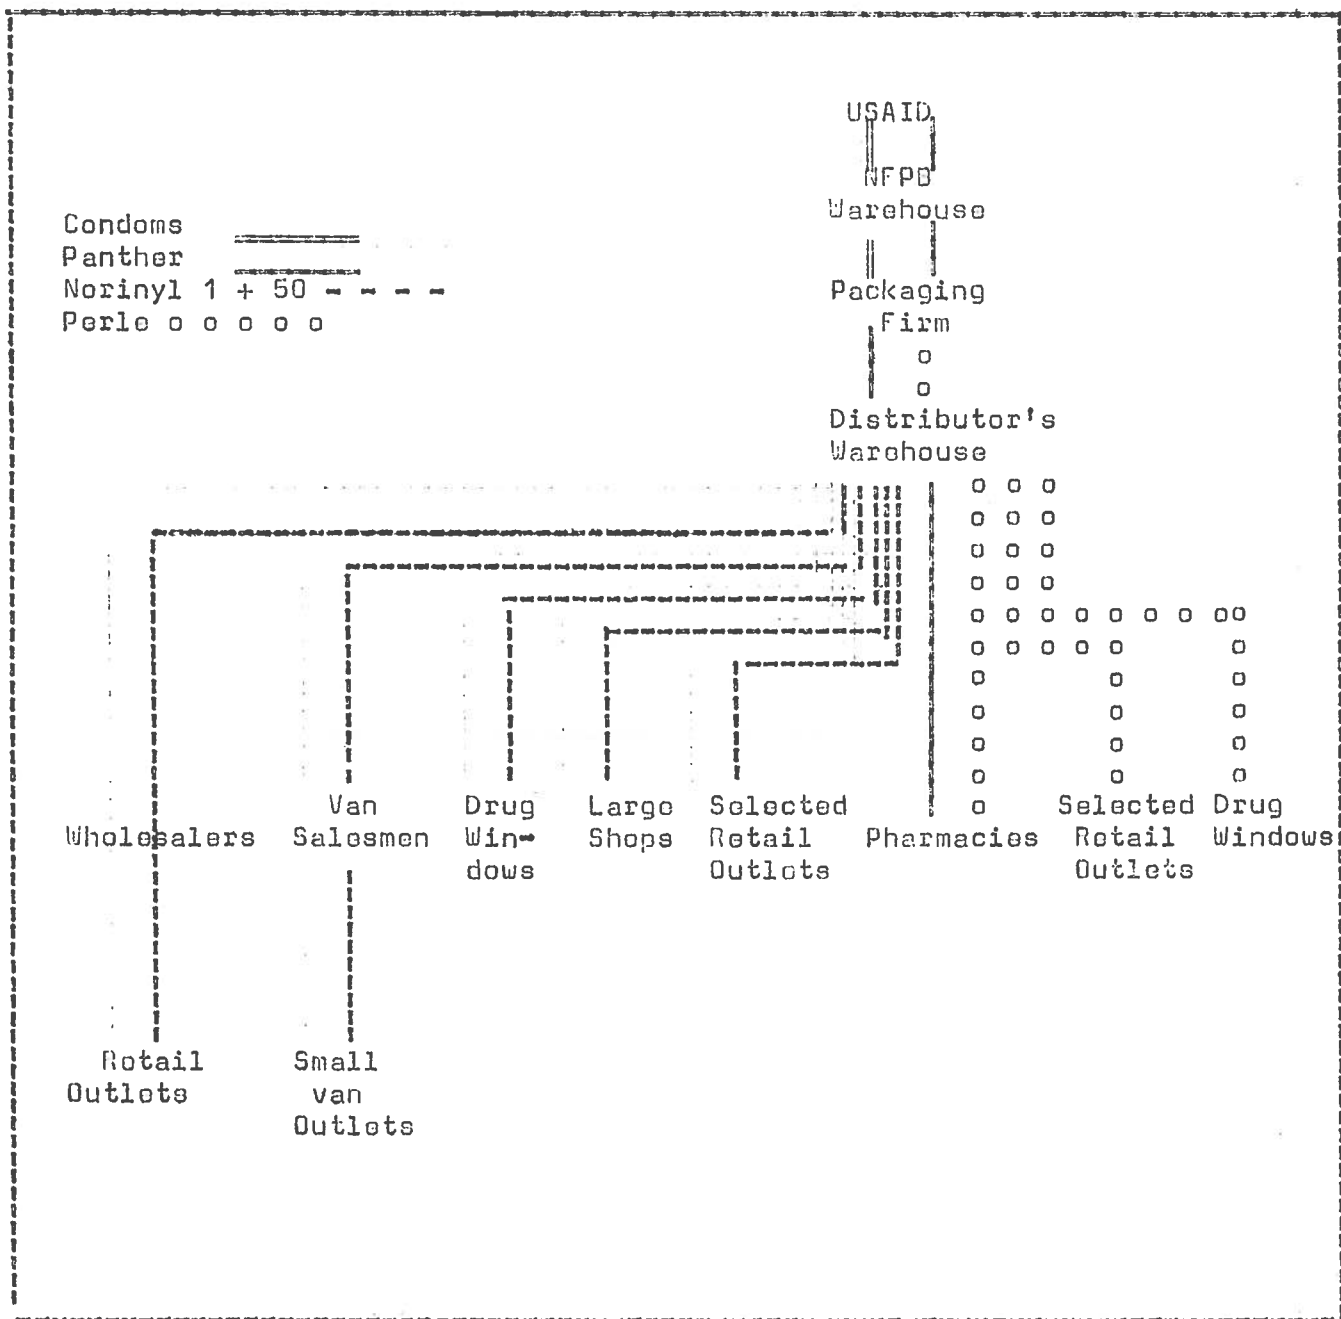 USAID
NFPB
Warehouse
Condoms
Panther
Norinyl 1 + 50 - - - -
Perle o o o o o
Packaging
Firm
Distributor's
Warehouse
Wholesalers
Van
Salesmen
Drug
Win-
dows
Large
Shops
Selected
Retail
Outlets
Pharmacies
Selected
Retail
Outlets
Drug
Windows
Retail
Outlets
Small
van
Outlets